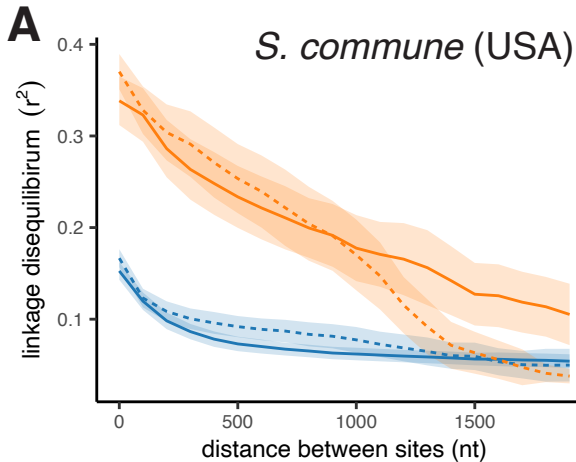 A
S. commune (USA)
linkage disequilibirum (r²)
0.4
0.3
0.2
0.1
0
500
1000
1500
distance between sites (nt)